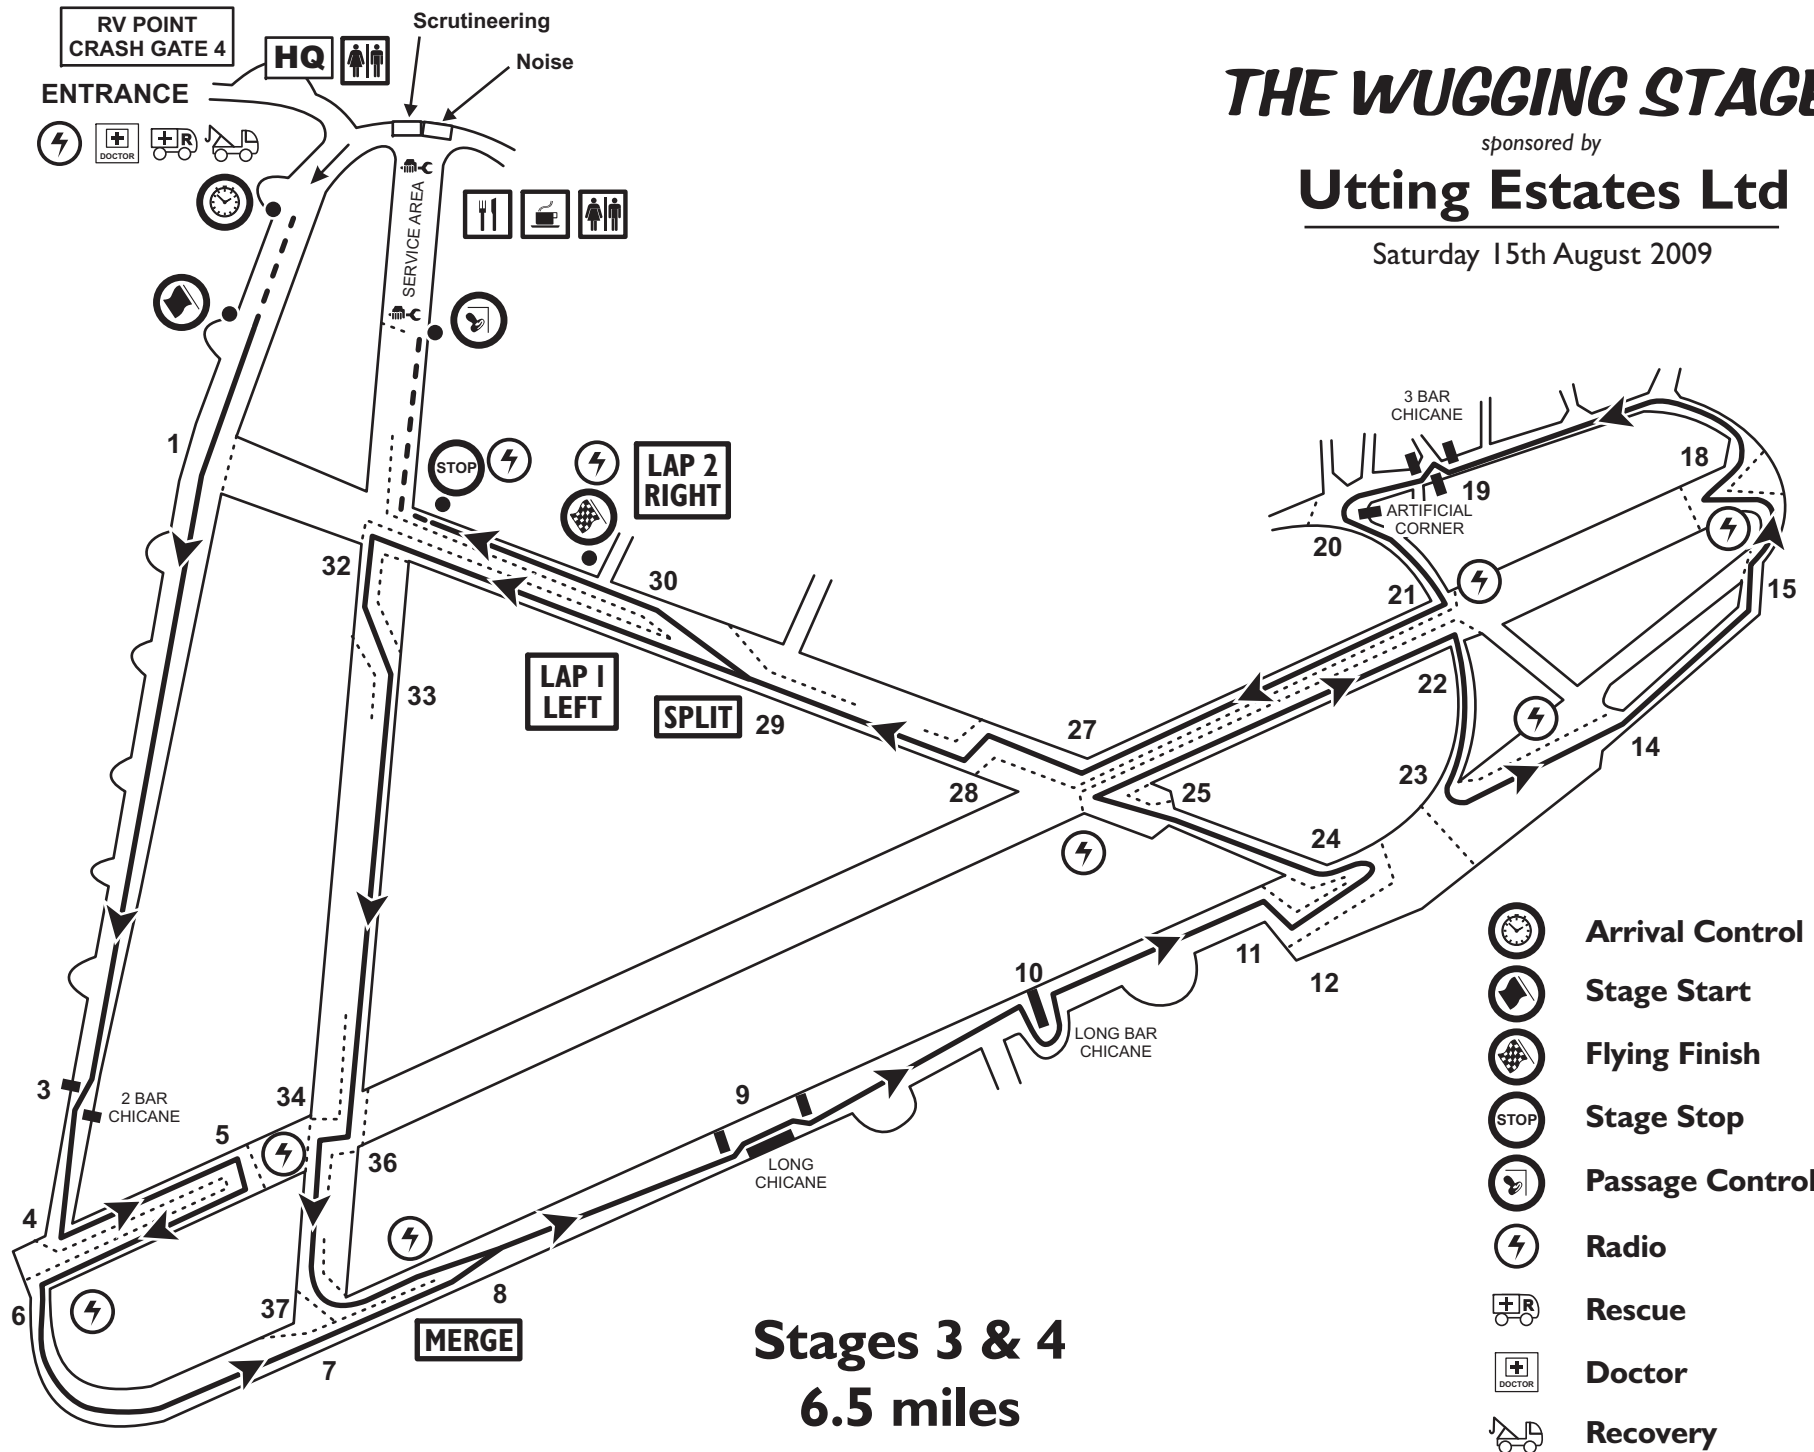 RV POINT
CRASH GATE 4
HQ
Scrutineering
Noise
ENTRANCE
DOCTOR
SERVICE AREA
THE WUGGING STAGE
sponsored by
Utting Estates Ltd
Saturday 15th August 2009
1
STOP
LAP 2
RIGHT
3 BAR
CHICANE
18
19
ARTIFICIAL
CORNER
20
32
30
21
15
33
LAP 1
LEFT
SPLIT
29
27
22
14
28
25
23
24
3
2 BAR
CHICANE
34
5
36
4
6
37
7
8
MERGE
9
LONG
CHICANE
10
LONG BAR
CHICANE
11
12
Stages 3 & 4
6.5 miles
Arrival Control
Stage Start
Flying Finish
STOP
Stage Stop
Passage Control
Radio
R
Rescue
DOCTOR
Doctor
Recovery